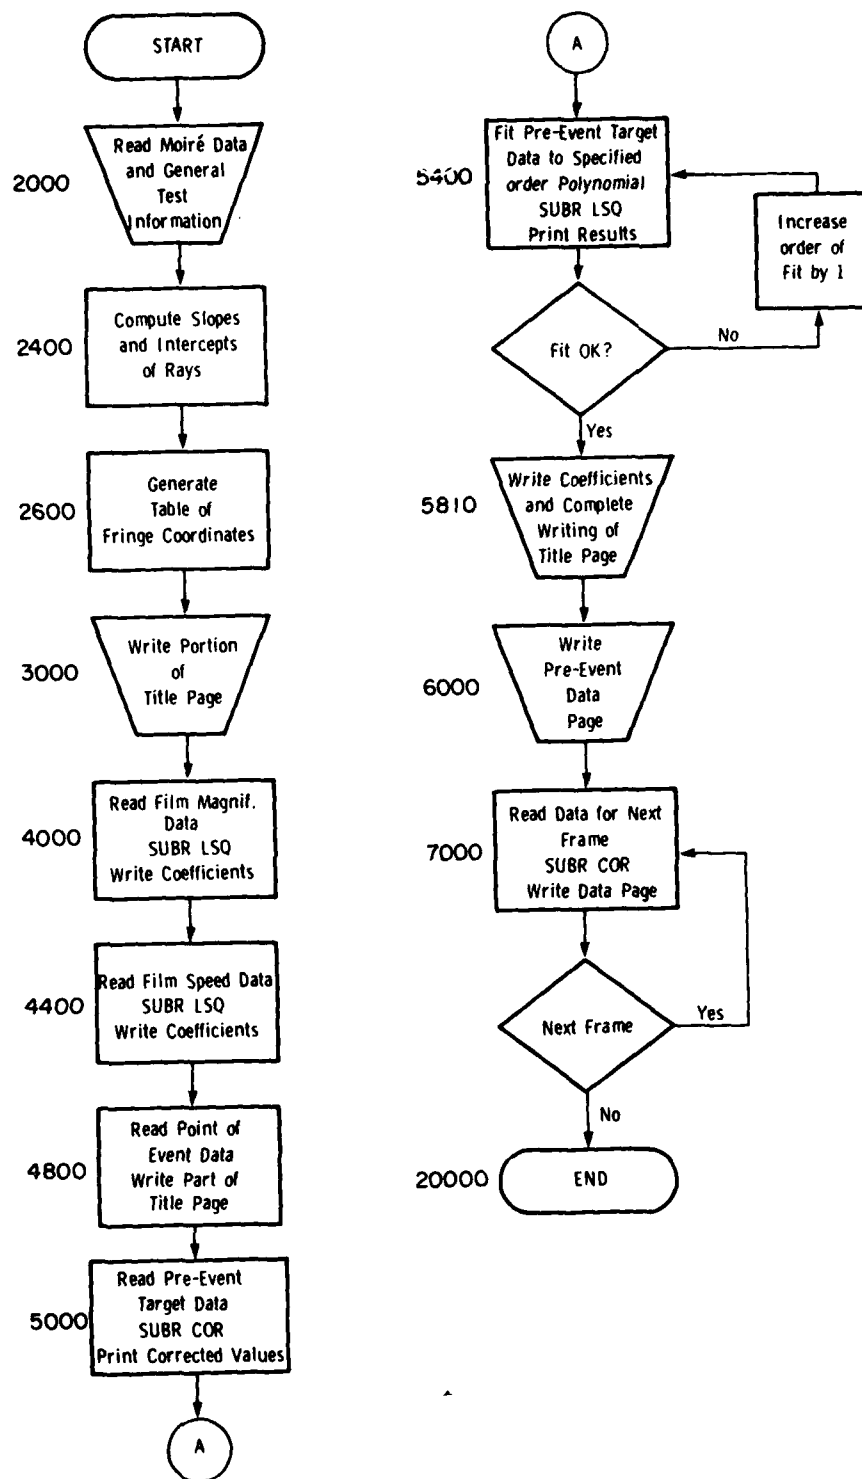 START
2000
Read Moiré Data
and General
Test
Information
2400
Compute Slopes
and Intercepts
of Rays
2600
Generate
Table of
Fringe Coordinates
3000
Write Portion
of
Title Page
4000
Read Film Magnif.
Data
SUBR LSQ
Write Coefficients
4400
Read Film Speed Data
SUBR LSQ
Write Coefficients
4800
Read Point of
Event Data
Write Part of
Title Page
5000
Read Pre-Event
Target Data
SUBR COR
Print Corrected Values
A
A
5400
Fit Pre-Event Target
Data to Specified
order Polynomial
SUBR LSQ
Print Results
Increase
order of
Fit by 1
Fit OK?
No
Yes
5810
Write Coefficients
and Complete
Writing of
Title Page
6000
Write
Pre-Event
Data
Page
7000
Read Data for Next
Frame
SUBR COR
Write Data Page
Next Frame
Yes
No
20000
END